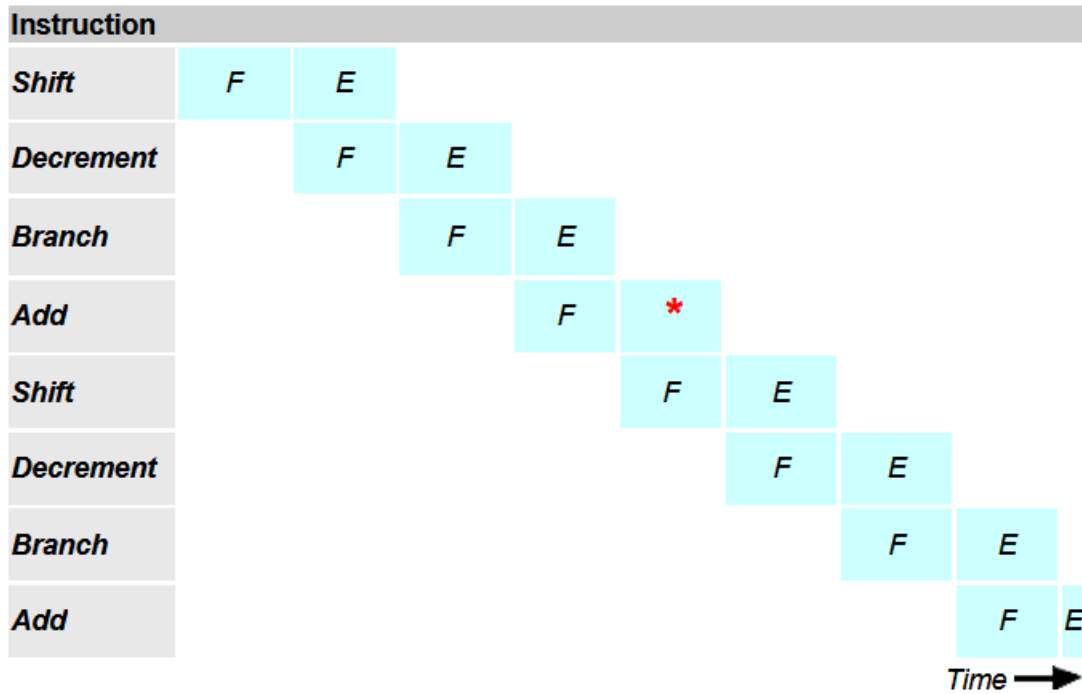 Instruction
Shift F E
Decrement F E
Branch F E
Add F *
Shift F E
Decrement F E
Branch F E
Add F E
Time